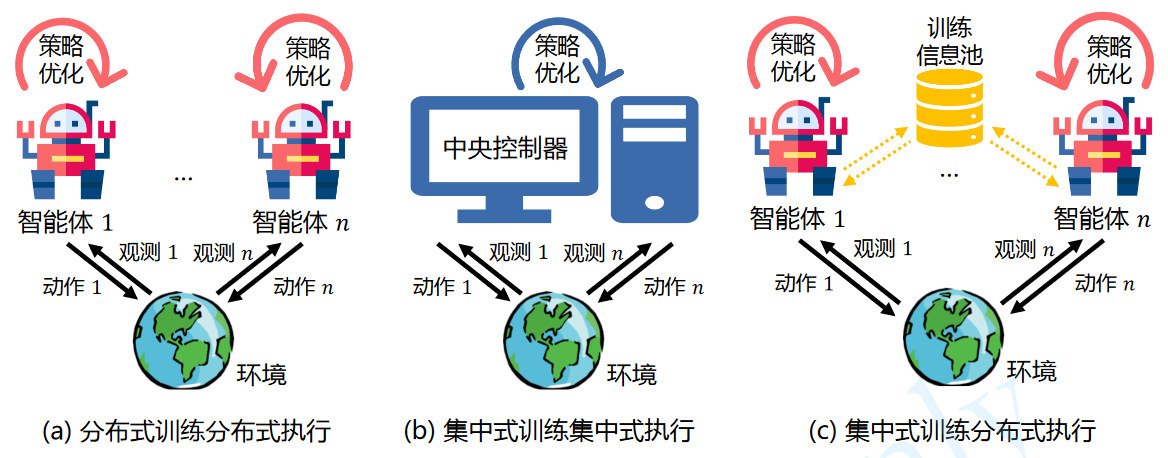 策略
优化
策略
优化
...
智能体 1
智能体 n
观测 1
观测 n
动作 1
动作 n
环境
(a) 分布式训练分布式执行
策略
优化
中央控制器
观测 1
观测 n
动作 1
动作 n
环境
(b) 集中式训练集中式执行
训练
信息池
策略
优化
策略
优化
...
智能体 1
智能体 n
观测 1
观测 n
动作 1
动作 n
环境
(c) 集中式训练分布式执行